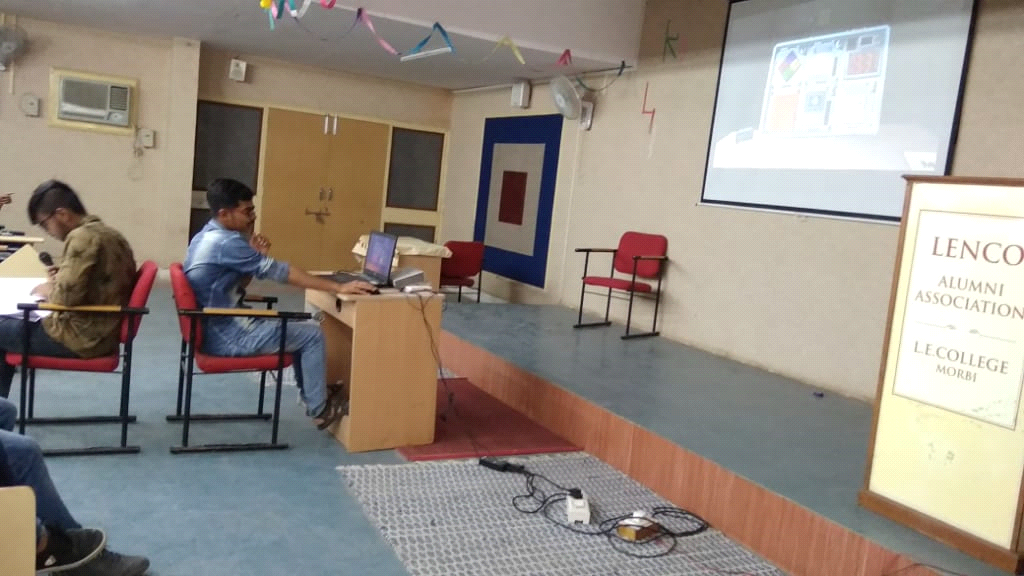 LENCO
ALUMNI
ASSOCIATION
L.E.COLLEGE
MORBI